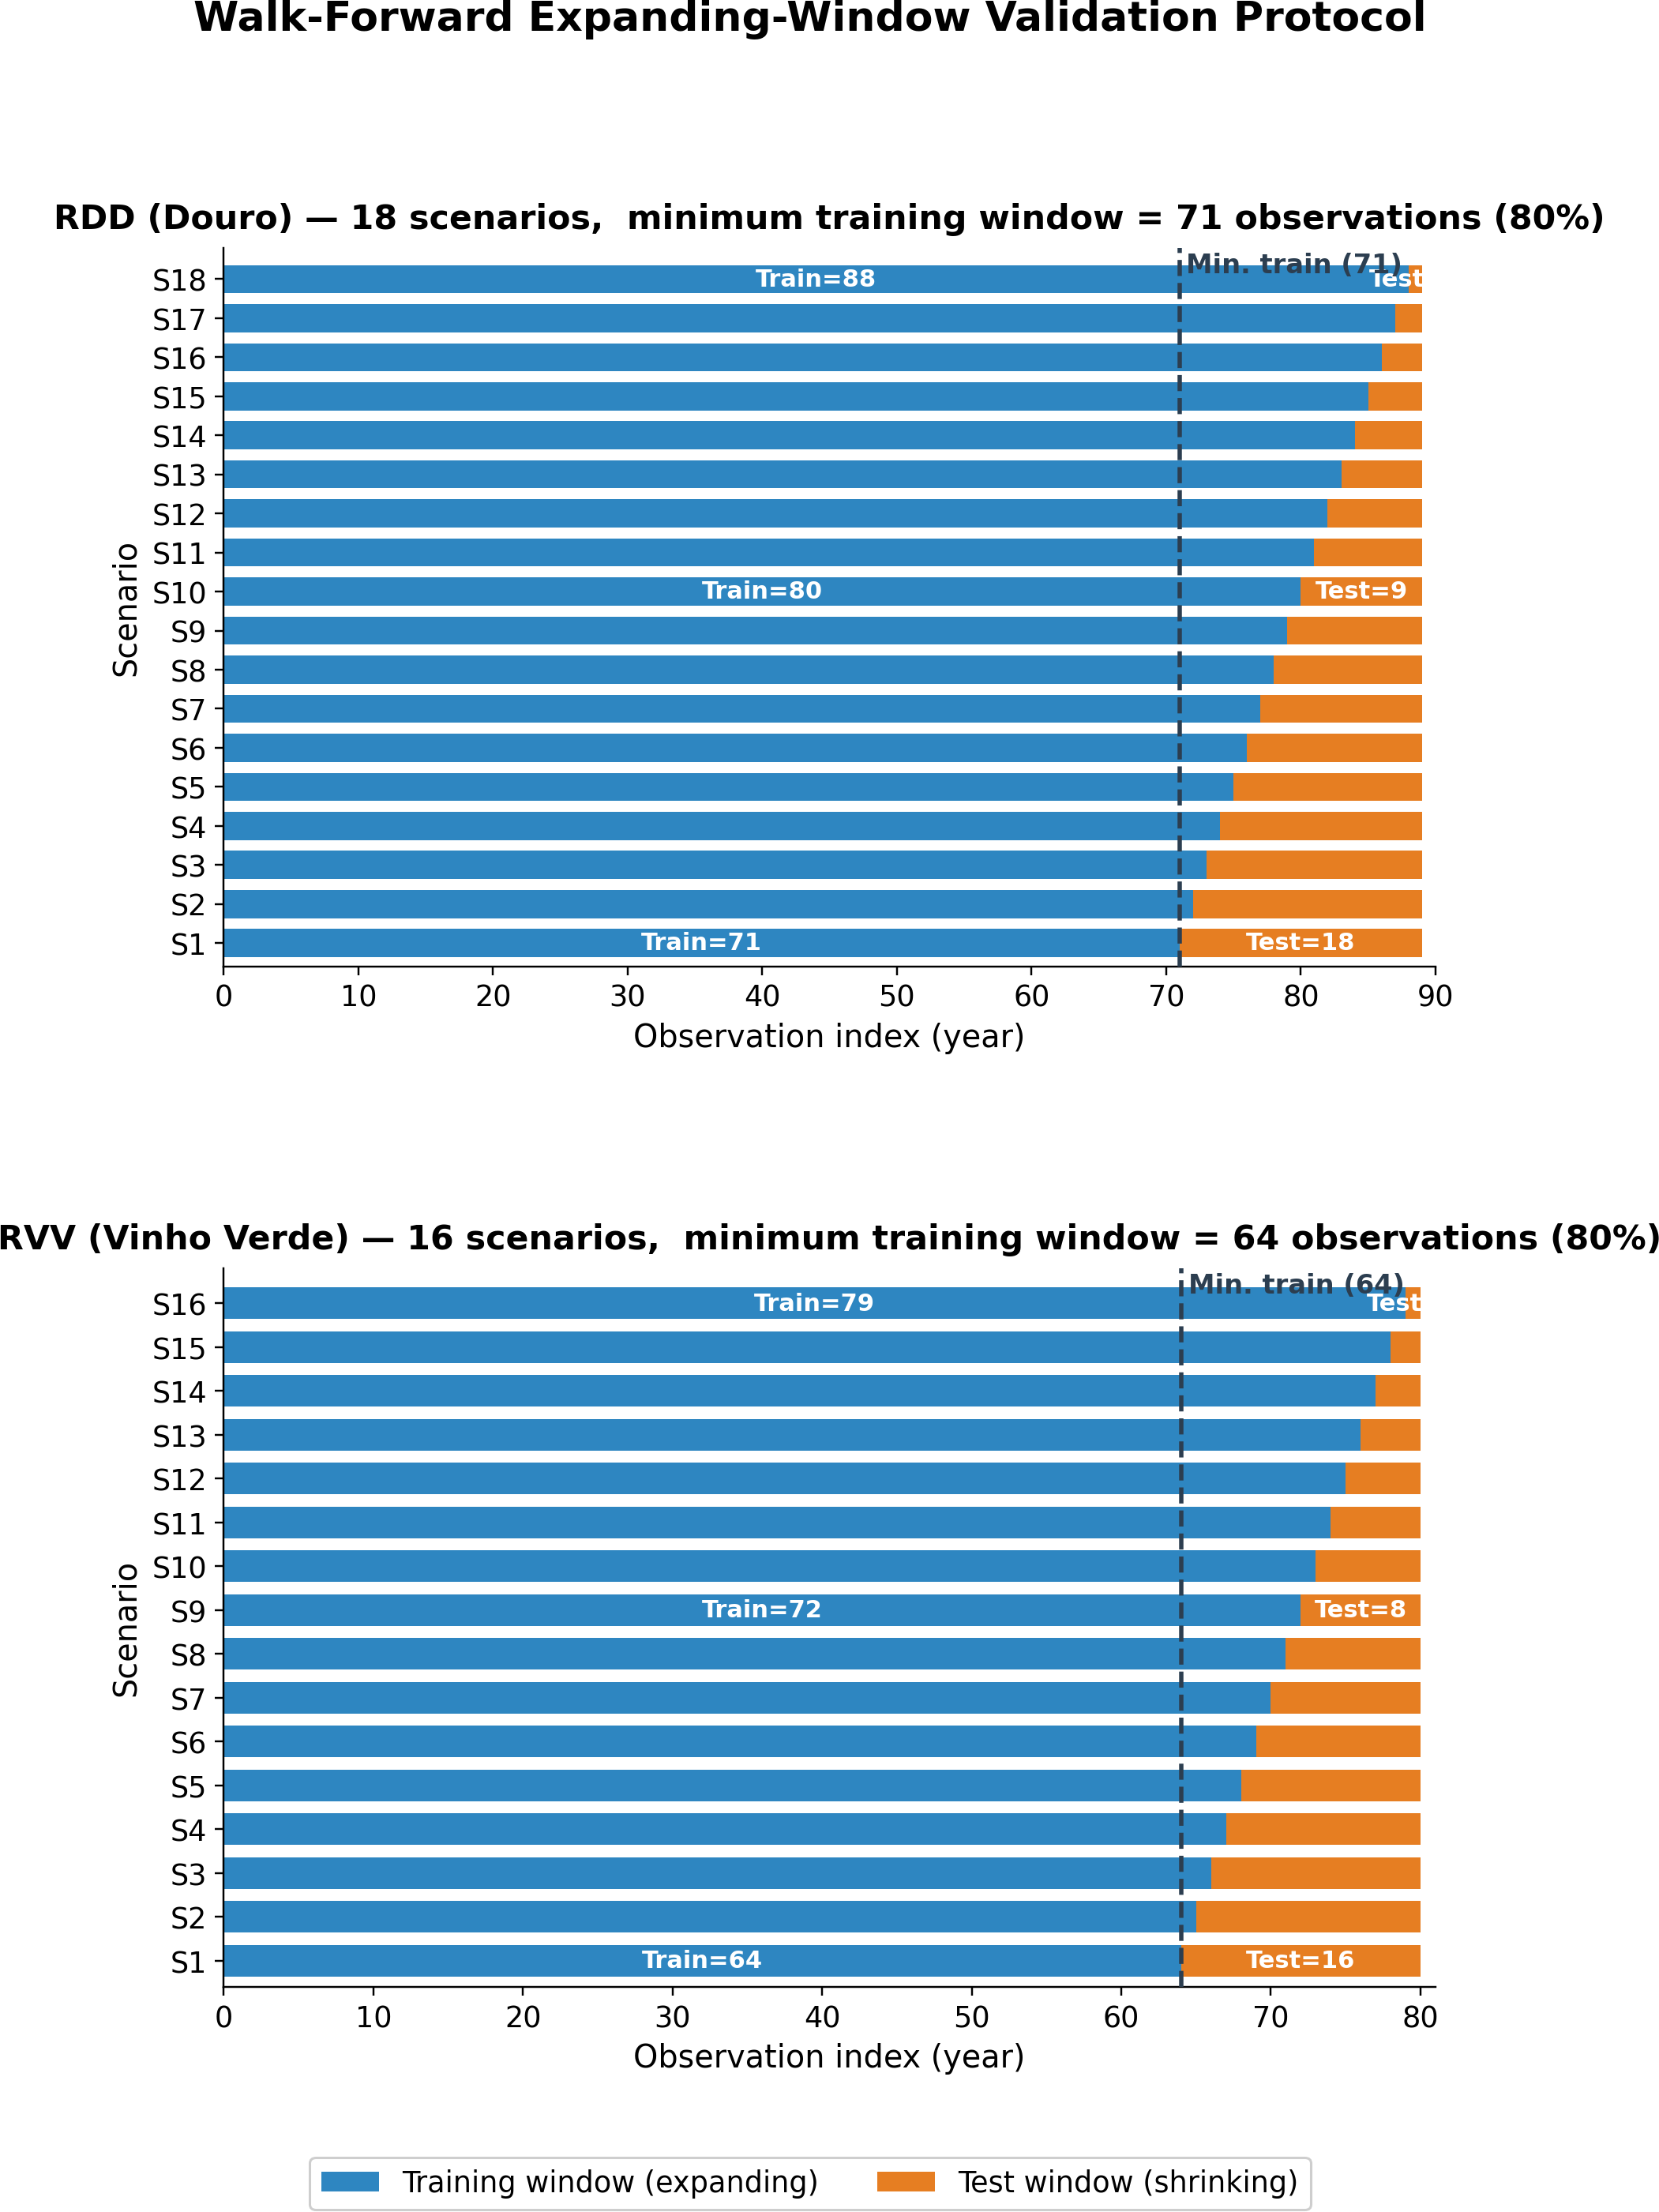 Walk-Forward Expanding-Window Validation Protocol
RDD (Douro) — 18 scenarios,  minimum training window = 71 observations (80%)
Min. train (71)
S18 Train=88 Test
S17
S16
S15
S14
S13
S12
S11
S10 Train=80 Test=9
S9
S8
S7
S6
S5
S4
S3
S2
S1 Train=71 Test=18
Scenario
0 10 20 30 40 50 60 70 80 90
Observation index (year)
RVV (Vinho Verde) — 16 scenarios,  minimum training window = 64 observations (80%)
Min. train (64)
S16 Train=79 Test
S15
S14
S13
S12
S11
S10
S9 Train=72 Test=8
S8
S7
S6
S5
S4
S3
S2
S1 Train=64 Test=16
Scenario
0 10 20 30 40 50 60 70 80
Observation index (year)
Training window (expanding) Test window (shrinking)